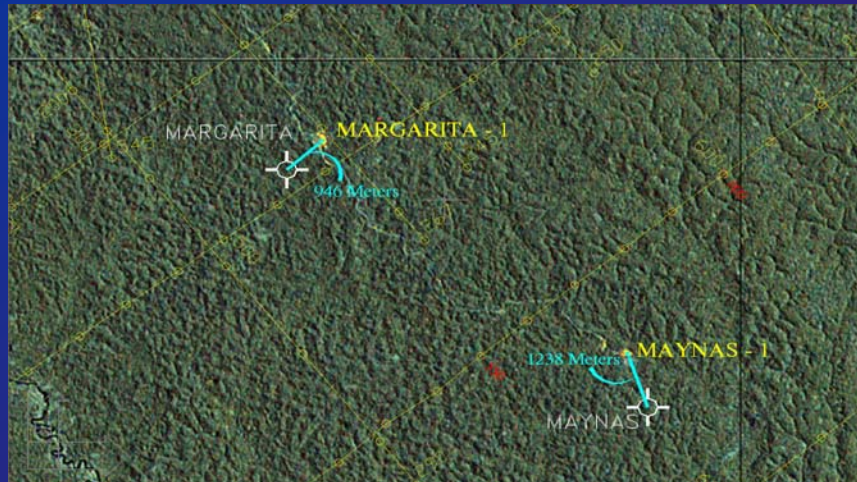 MARGARITA
MARGARITA - 1
946 Meters
1238 Meters
MAYNAS - 1
MAYNAS